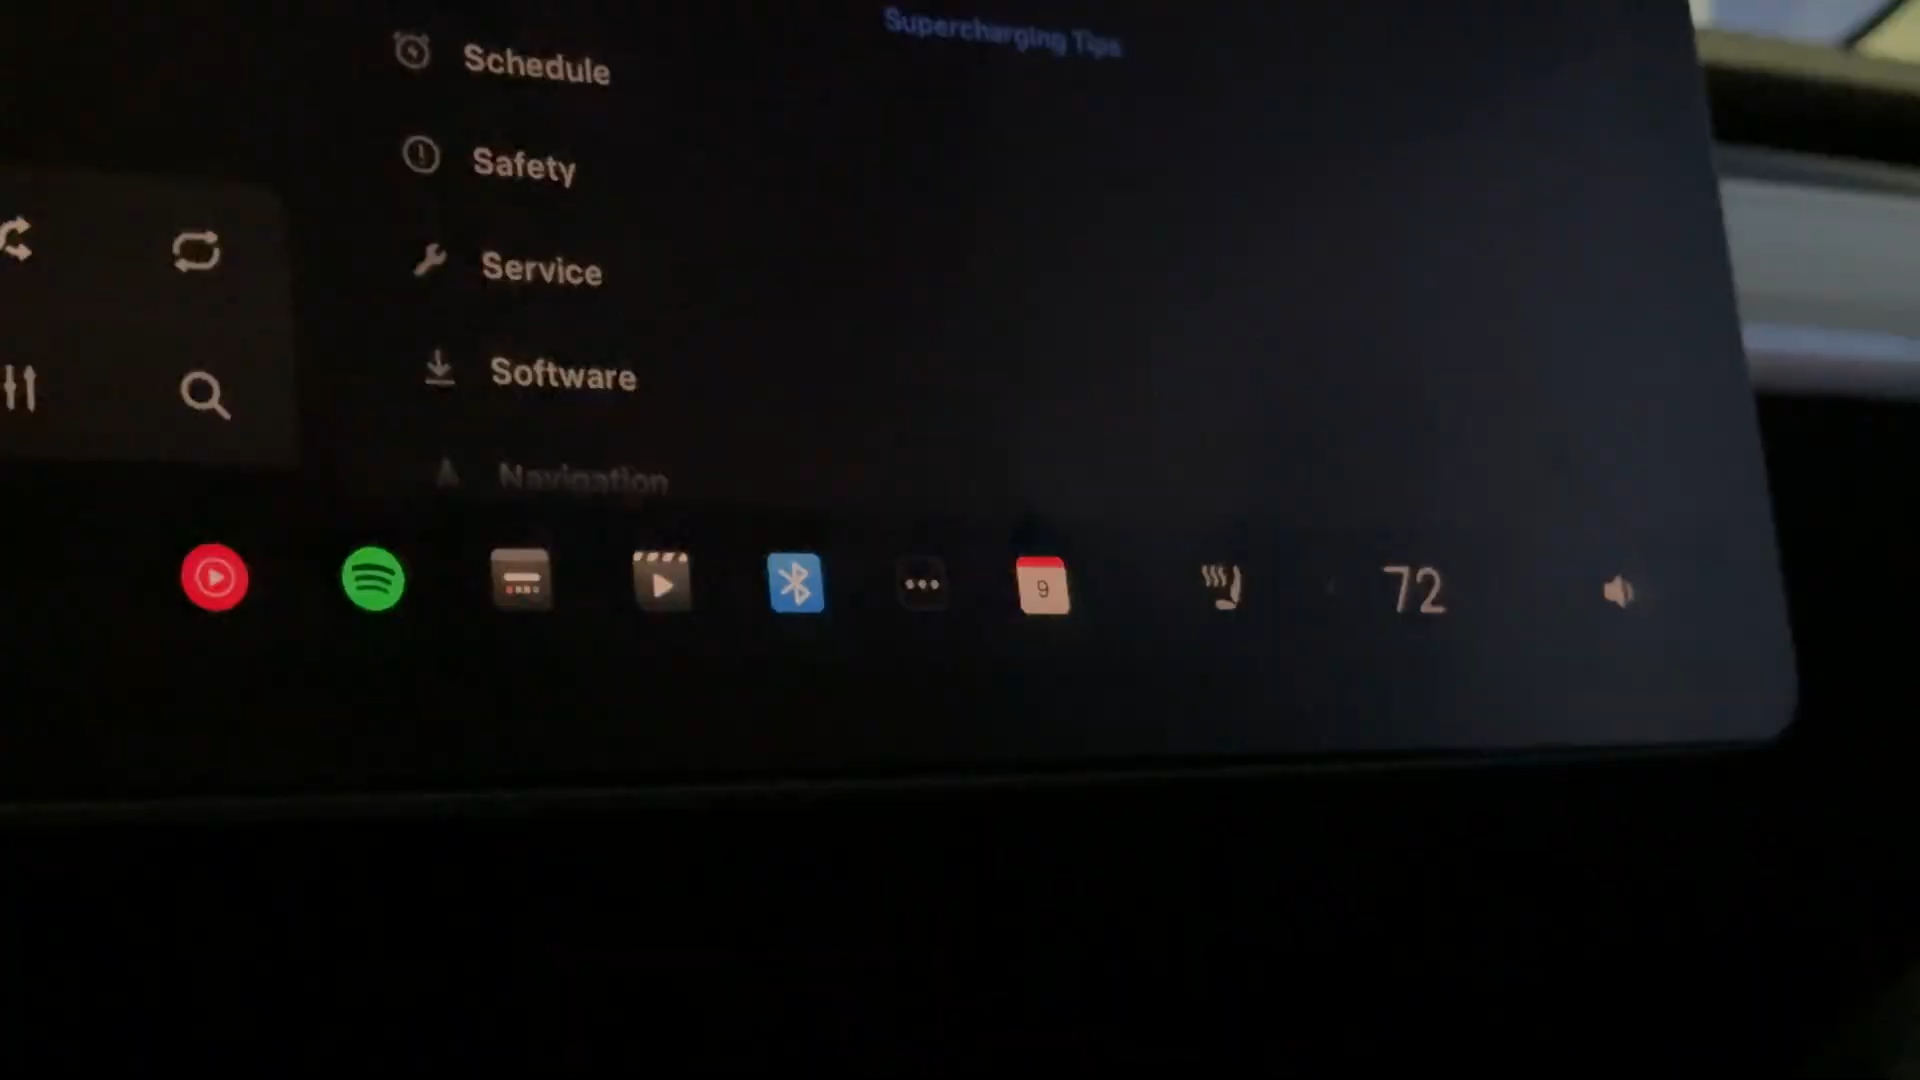 Supercharging Tips
Schedule
Safety
Service
Software
Navigation
9
72